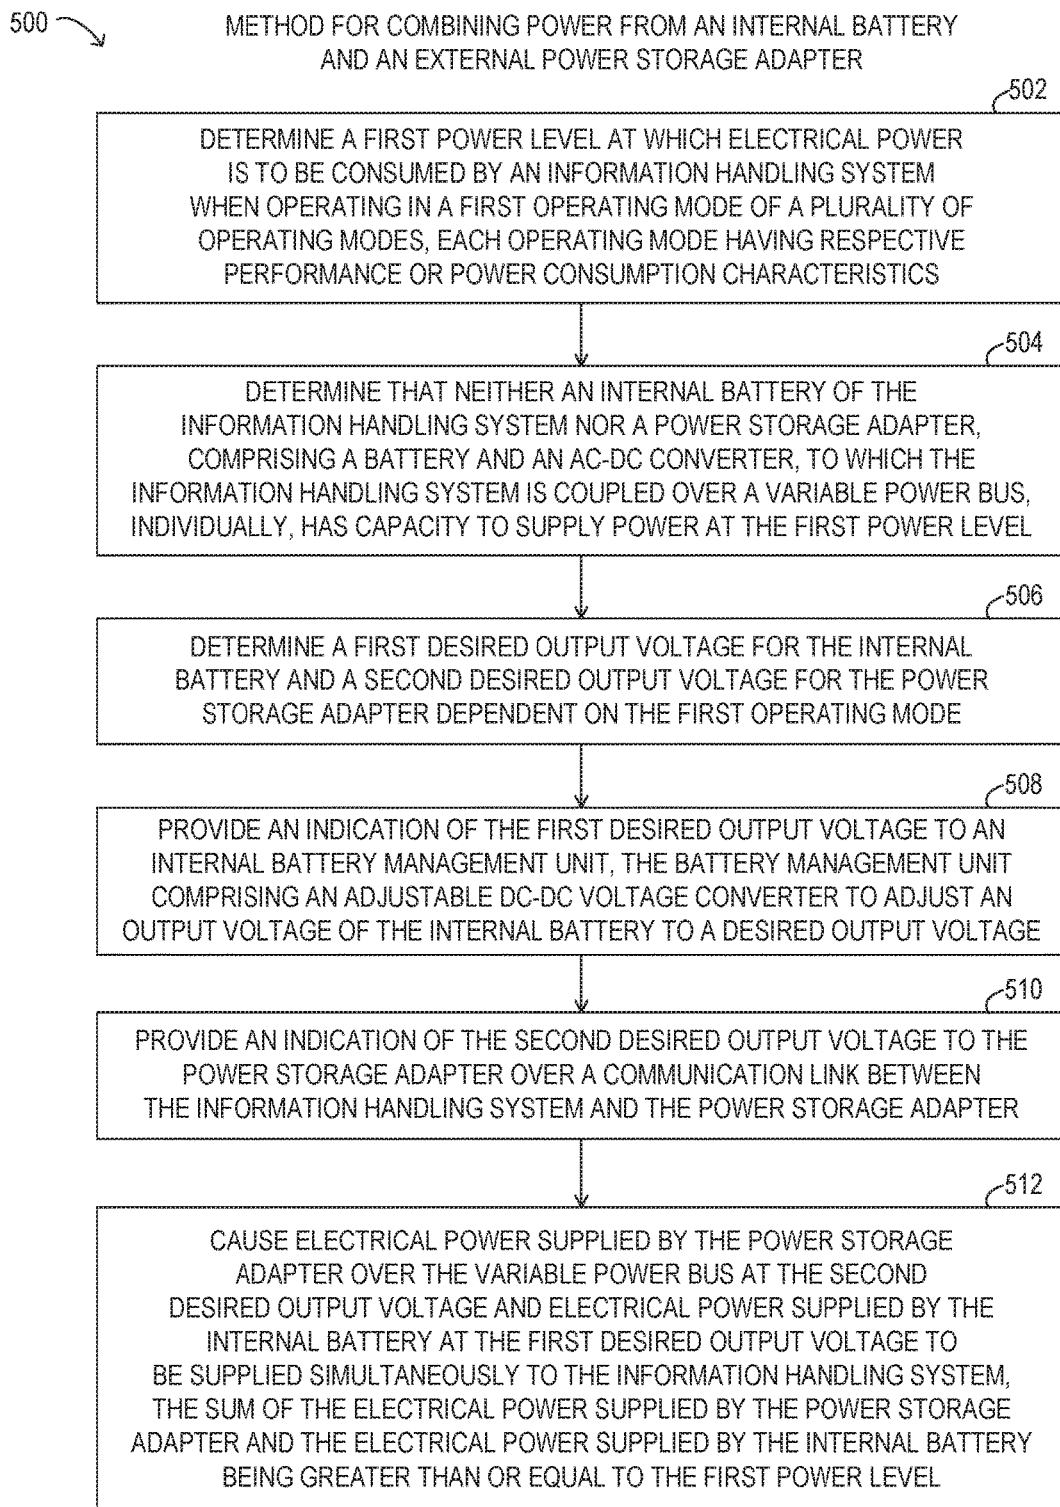 500
METHOD FOR COMBINING POWER FROM AN INTERNAL BATTERY
AND AN EXTERNAL POWER STORAGE ADAPTER
502
DETERMINE A FIRST POWER LEVEL AT WHICH ELECTRICAL POWER
IS TO BE CONSUMED BY AN INFORMATION HANDLING SYSTEM
WHEN OPERATING IN A FIRST OPERATING MODE OF A PLURALITY OF
OPERATING MODES, EACH OPERATING MODE HAVING RESPECTIVE
PERFORMANCE OR POWER CONSUMPTION CHARACTERISTICS
504
DETERMINE THAT NEITHER AN INTERNAL BATTERY OF THE
INFORMATION HANDLING SYSTEM NOR A POWER STORAGE ADAPTER,
COMPRISING A BATTERY AND AN AC-DC CONVERTER, TO WHICH THE
INFORMATION HANDLING SYSTEM IS COUPLED OVER A VARIABLE POWER BUS,
INDIVIDUALLY, HAS CAPACITY TO SUPPLY POWER AT THE FIRST POWER LEVEL
506
DETERMINE A FIRST DESIRED OUTPUT VOLTAGE FOR THE INTERNAL
BATTERY AND A SECOND DESIRED OUTPUT VOLTAGE FOR THE POWER
STORAGE ADAPTER DEPENDENT ON THE FIRST OPERATING MODE
508
PROVIDE AN INDICATION OF THE FIRST DESIRED OUTPUT VOLTAGE TO AN
INTERNAL BATTERY MANAGEMENT UNIT, THE BATTERY MANAGEMENT UNIT
COMPRISING AN ADJUSTABLE DC-DC VOLTAGE CONVERTER TO ADJUST AN
OUTPUT VOLTAGE OF THE INTERNAL BATTERY TO A DESIRED OUTPUT VOLTAGE
510
PROVIDE AN INDICATION OF THE SECOND DESIRED OUTPUT VOLTAGE TO THE
POWER STORAGE ADAPTER OVER A COMMUNICATION LINK BETWEEN
THE INFORMATION HANDLING SYSTEM AND THE POWER STORAGE ADAPTER
512
CAUSE ELECTRICAL POWER SUPPLIED BY THE POWER STORAGE
ADAPTER OVER THE VARIABLE POWER BUS AT THE SECOND
DESIRED OUTPUT VOLTAGE AND ELECTRICAL POWER SUPPLIED BY THE
INTERNAL BATTERY AT THE FIRST DESIRED OUTPUT VOLTAGE TO
BE SUPPLIED SIMULTANEOUSLY TO THE INFORMATION HANDLING SYSTEM,
THE SUM OF THE ELECTRICAL POWER SUPPLIED BY THE POWER STORAGE
ADAPTER AND THE ELECTRICAL POWER SUPPLIED BY THE INTERNAL BATTERY
BEING GREATER THAN OR EQUAL TO THE FIRST POWER LEVEL